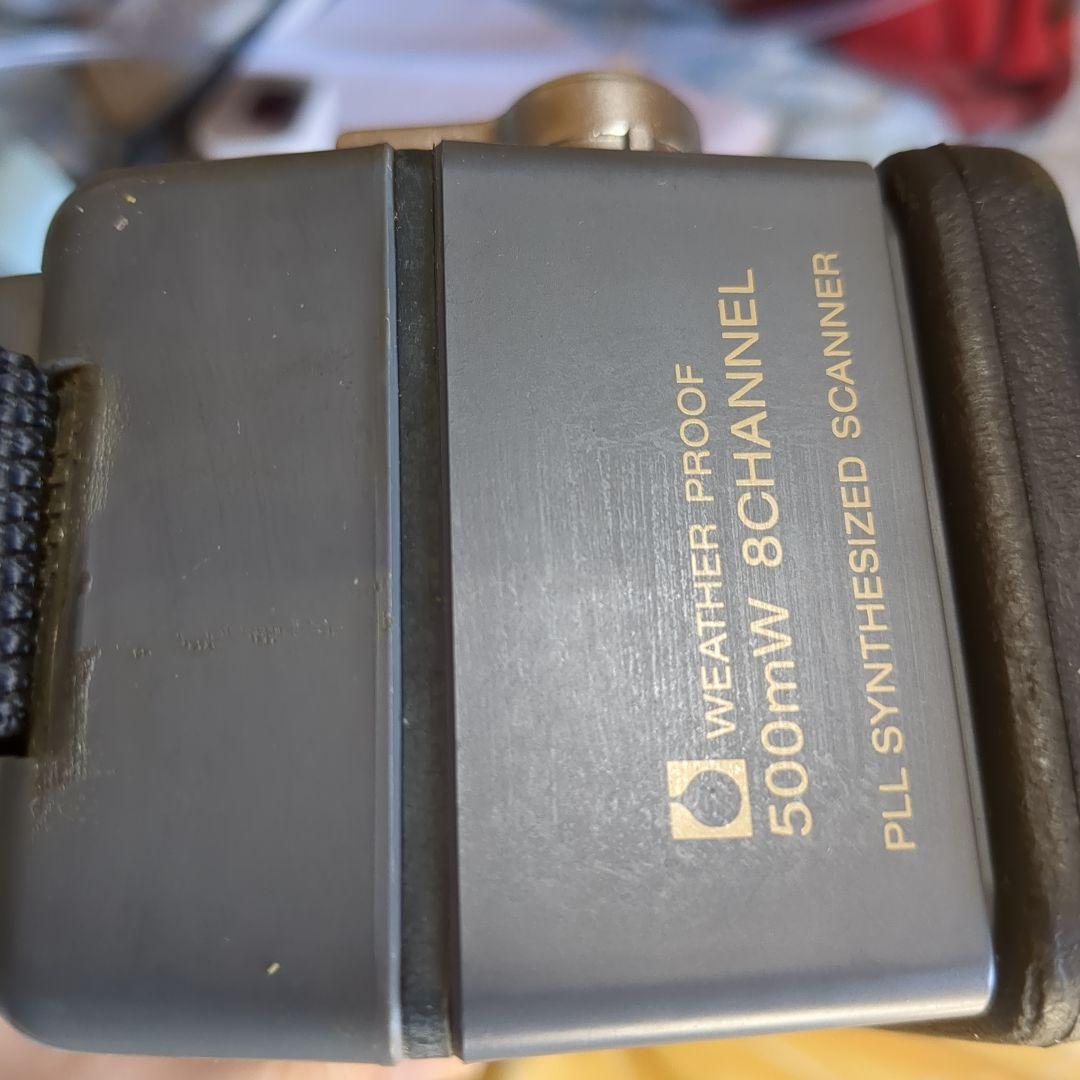 WEATHER PROOF
500mW 8CHANNEL
PLL SYNTHESIZED SCANNER